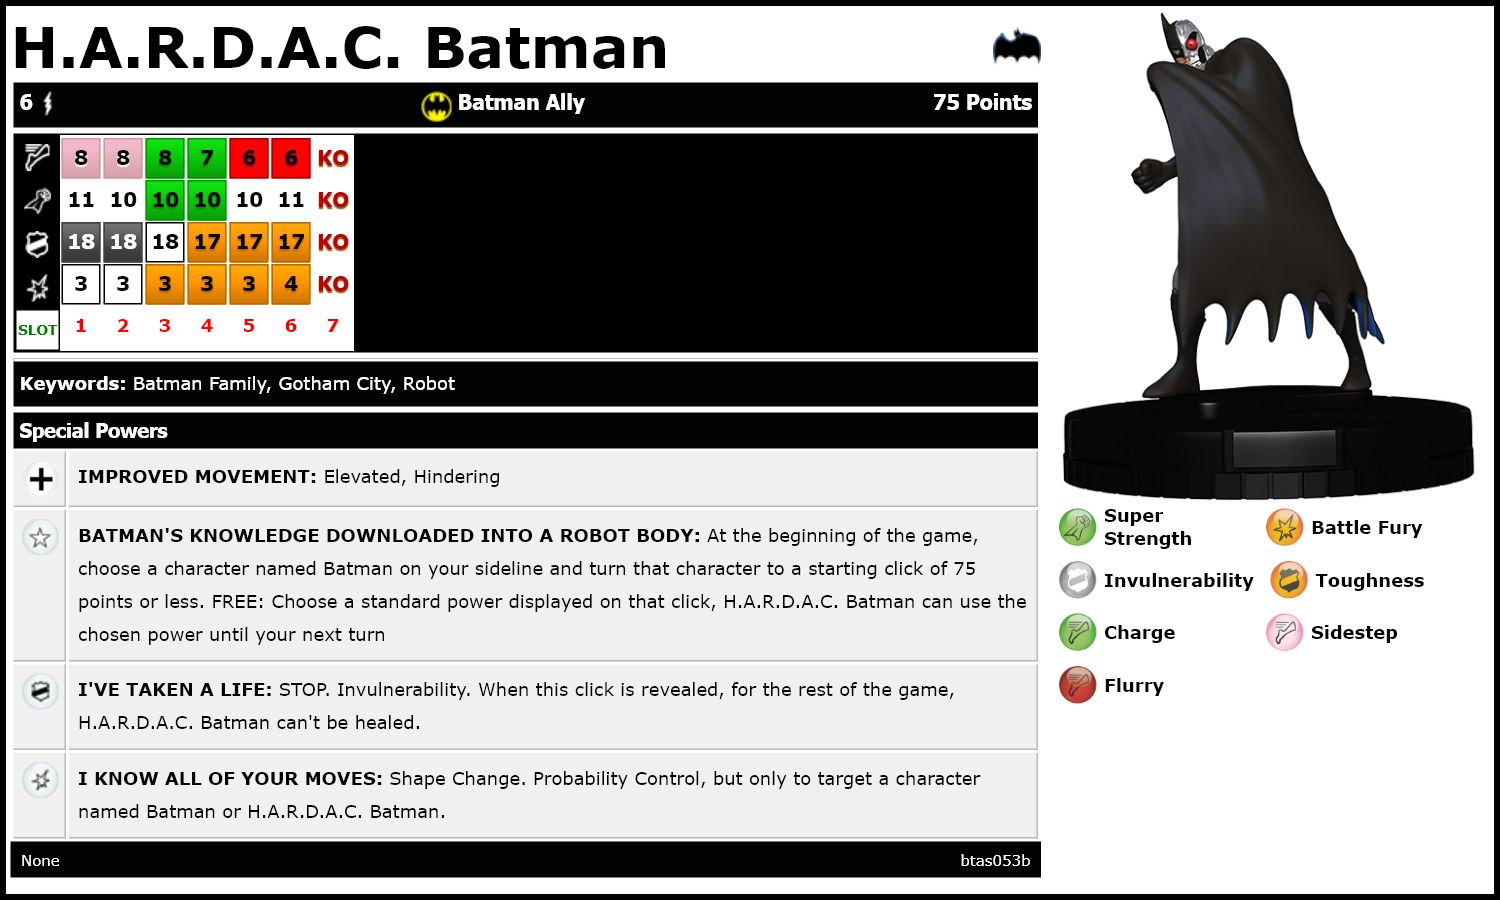 H.A.R.D.A.C. Batman
6 Batman Ally 75 Points
8 8 8 7 6 6 KO
11 10 10 10 10 11 KO
18 18 18 17 17 17 KO
3 3 3 3 3 4 KO
SLOT 1 2 3 4 5 6 7
Keywords: Batman Family, Gotham City, Robot
Special Powers
IMPROVED MOVEMENT: Elevated, Hindering
BATMAN'S KNOWLEDGE DOWNLOADED INTO A ROBOT BODY: At the beginning of the game,
choose a character named Batman on your sideline and turn that character to a starting click of 75
points or less. FREE: Choose a standard power displayed on that click, H.A.R.D.A.C. Batman can use the
chosen power until your next turn
I'VE TAKEN A LIFE: STOP. Invulnerability. When this click is revealed, for the rest of the game,
H.A.R.D.A.C. Batman can't be healed.
I KNOW ALL OF YOUR MOVES: Shape Change. Probability Control, but only to target a character
named Batman or H.A.R.D.A.C. Batman.
None btas053b
Super
Strength
Battle Fury
Invulnerability
Toughness
Charge
Sidestep
Flurry